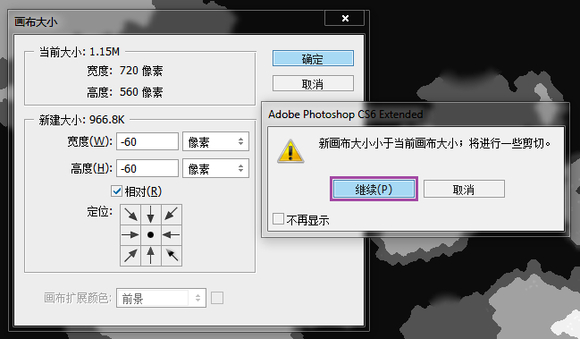 画布大小
当前大小: 1.15M
宽度: 720 像素
高度: 560 像素
确定
取消
新建大小: 966.8K
宽度(W): -60 像素
高度(H): -60 像素
相对(R)
定位:
画布扩展颜色: 前景
Adobe Photoshop CS6 Extended
新画布大小小于当前画布大小；将进行一些剪切。
继续(P)
取消
不再显示